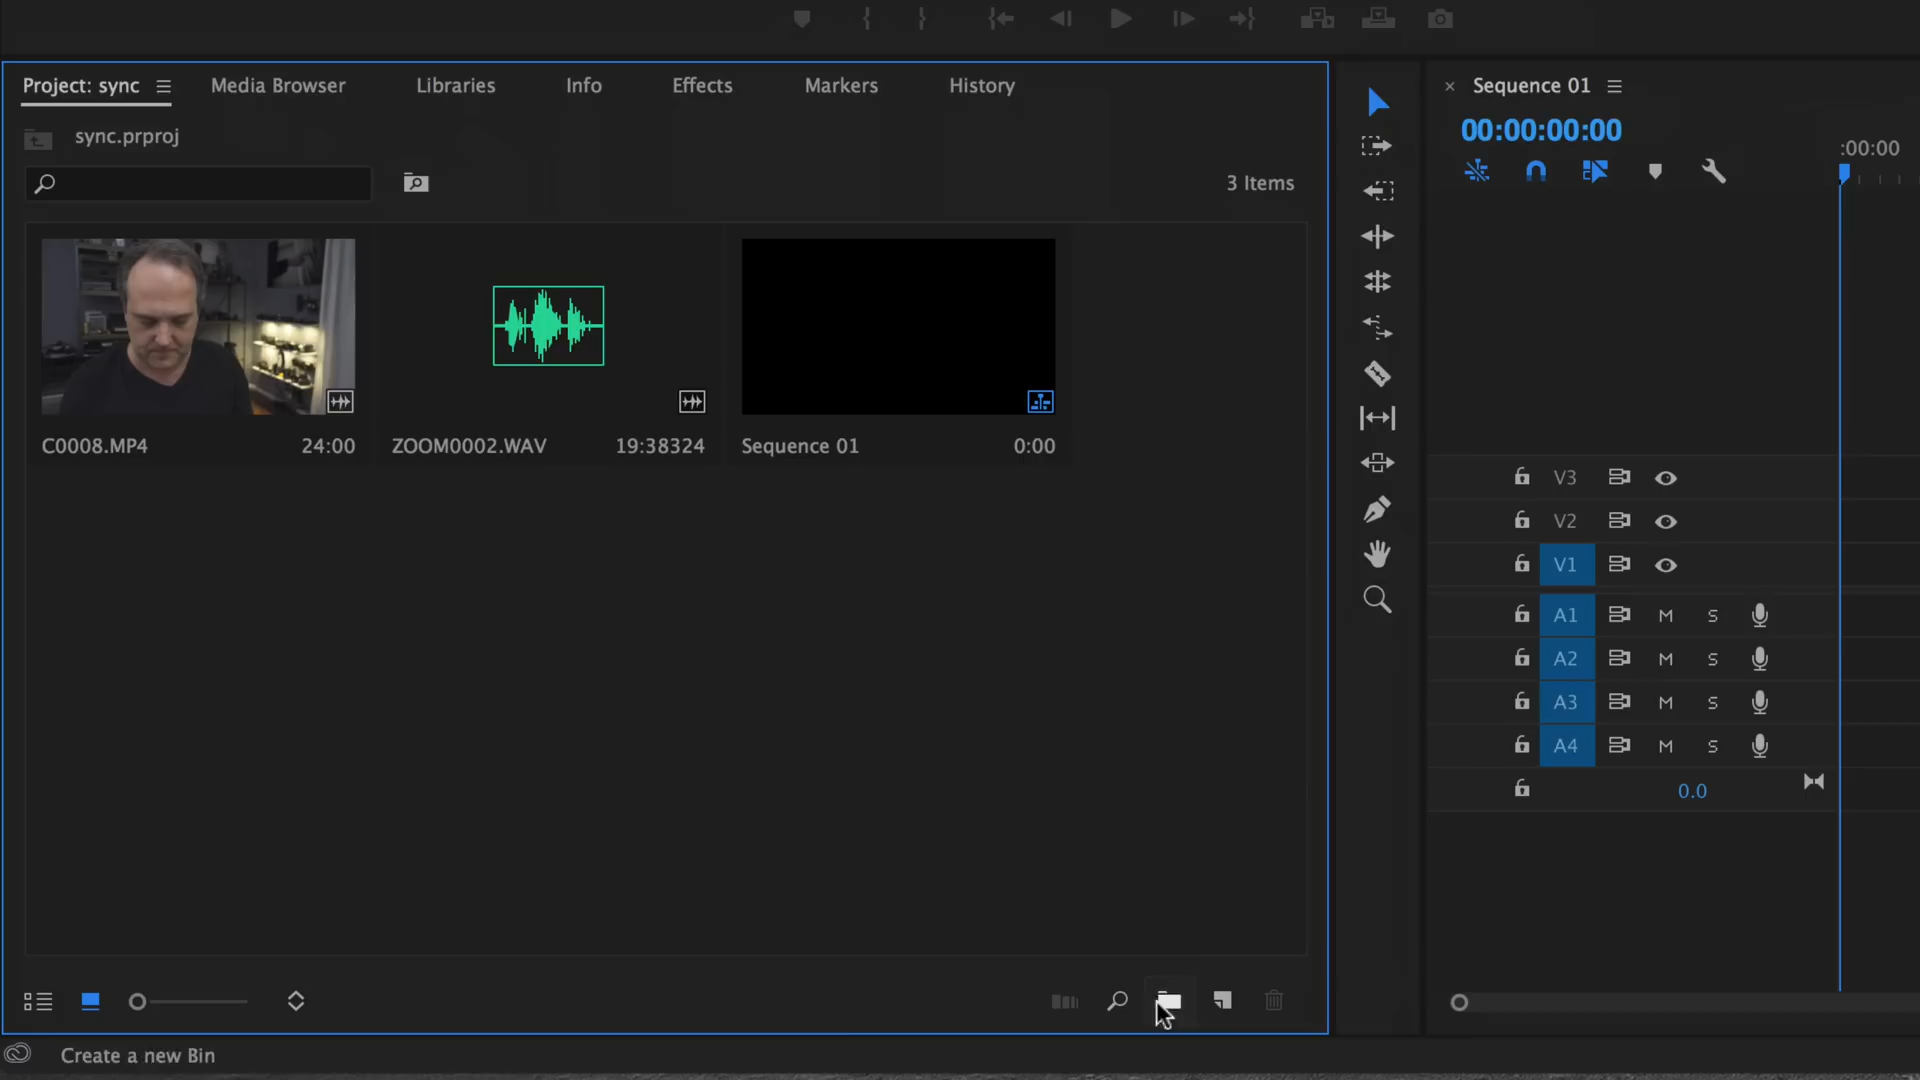 Project: sync
Media Browser
Libraries
Info
Effects
Markers
History
sync.prproj
3 Items
C0008.MP4 24:00
ZOOM0002.WAV 19:38324
Sequence 01 0:00
Create a new Bin
Sequence 01
00:00:00:00
:00:00
V3
V2
V1
A1 M S
A2 M S
A3 M S
A4 M S
0.0